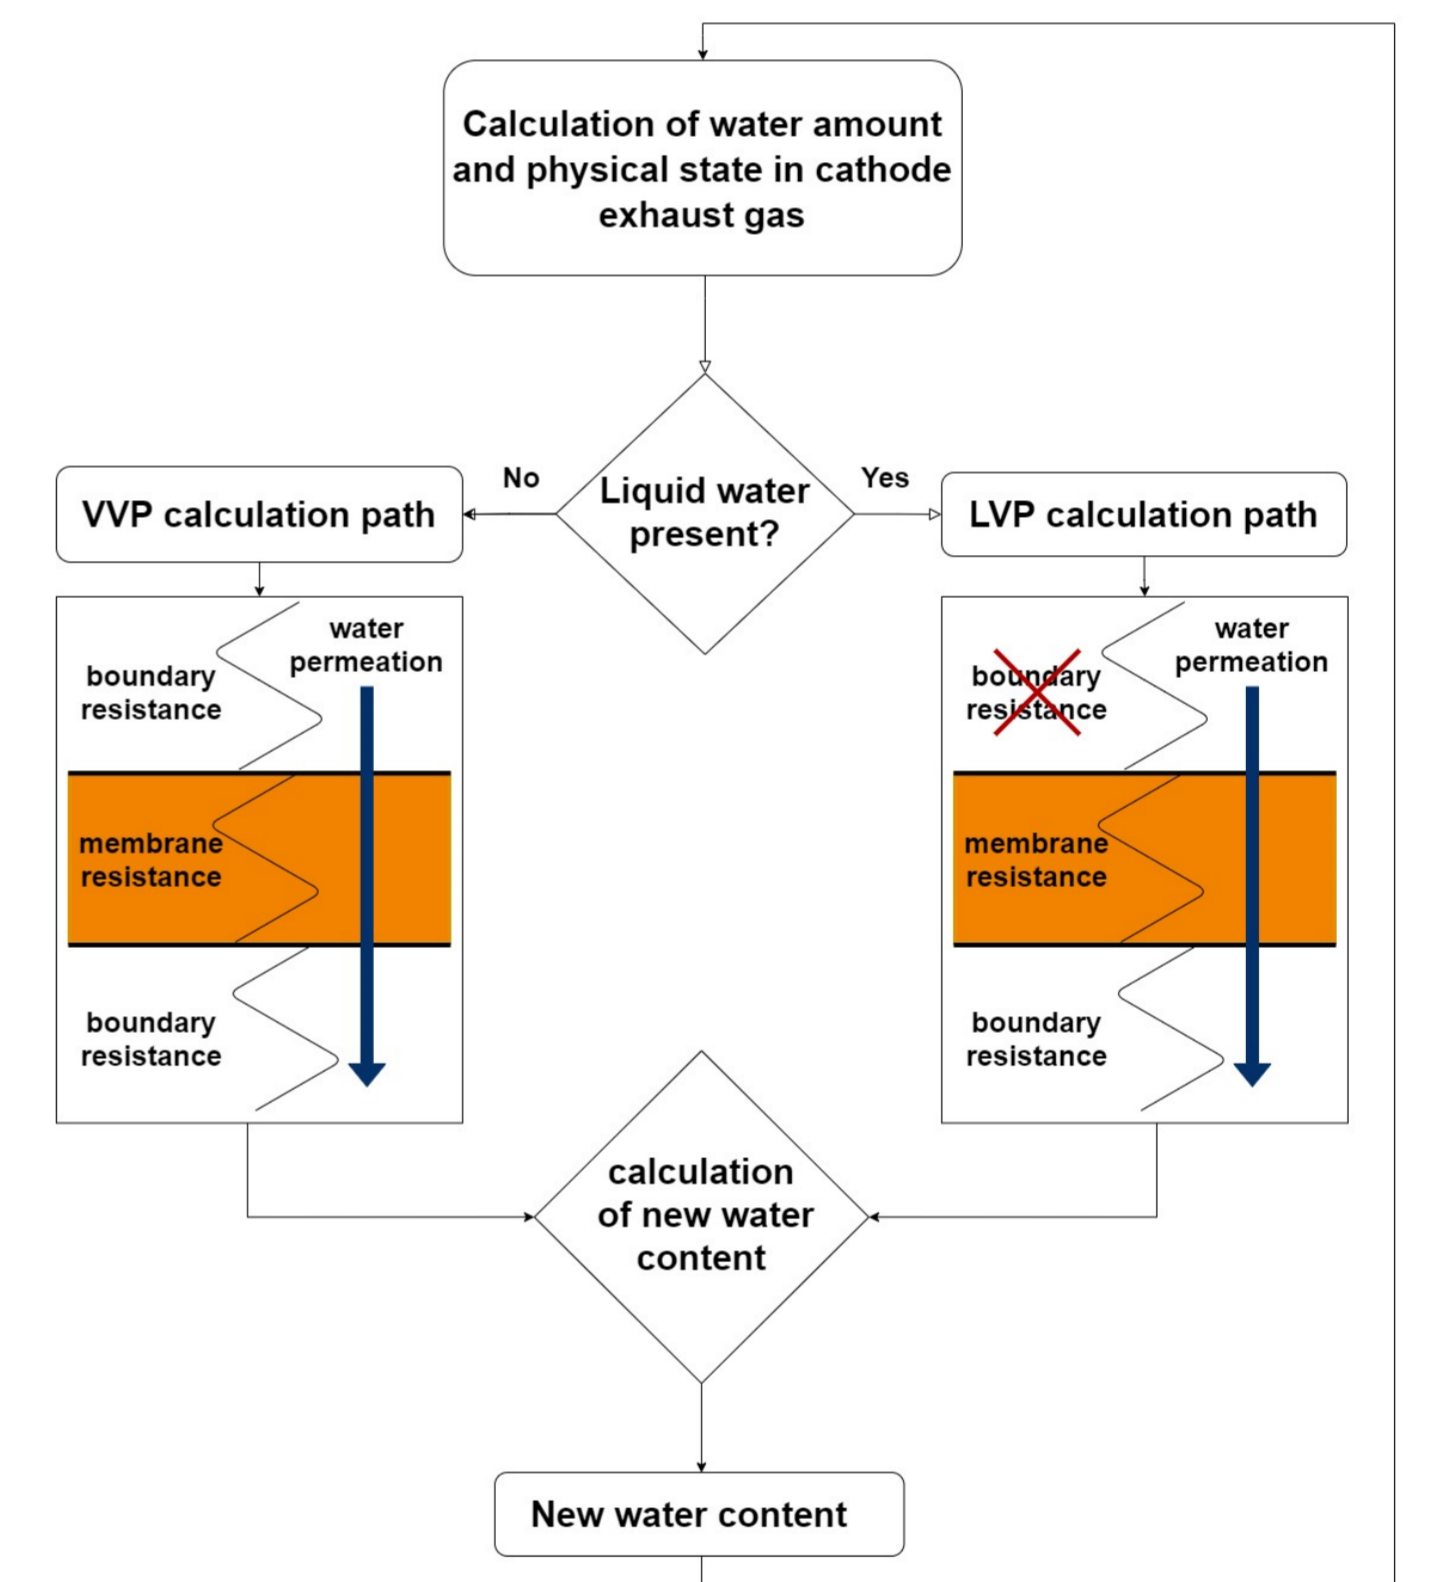 Calculation of water amount
and physical state in cathode
exhaust gas
No
Liquid water
present?
Yes
VVP calculation path
LVP calculation path
water
permeation
boundary
resistance
membrane
resistance
boundary
resistance
water
permeation
boundary
resistance
membrane
resistance
boundary
resistance
calculation
of new water
content
New water content